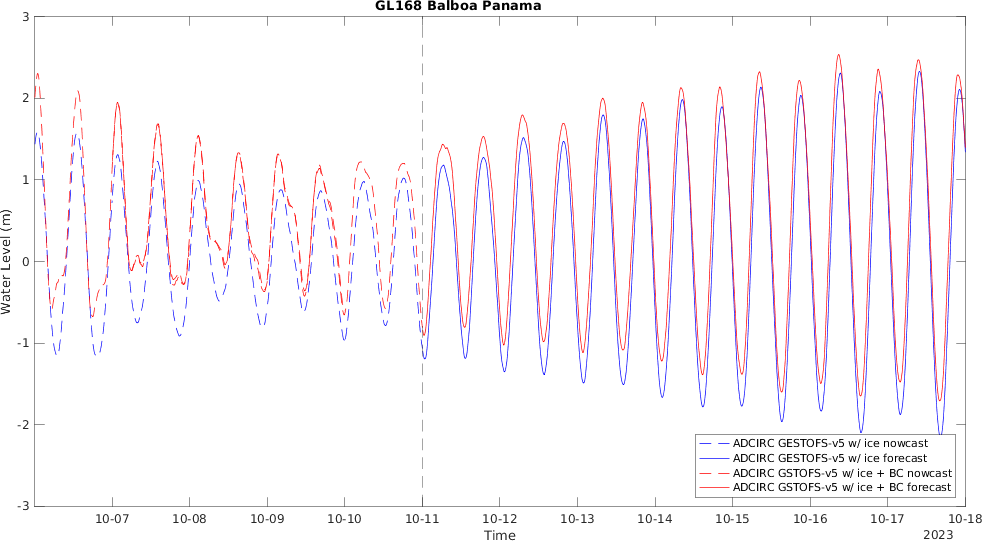 GL168 Balboa Panama
3
2
1
0
-1
-2
-3
Water Level (m)
ADCIRC GESTOFS-v5 w/ ice nowcast
ADCIRC GESTOFS-v5 w/ ice forecast
ADCIRC GSTOFS-v5 w/ ice + BC nowcast
ADCIRC GSTOFS-v5 w/ ice + BC forecast
10-07 10-08 10-09 10-10 10-11 10-12 10-13 10-14 10-15 10-16 10-17 10-18
Time
2023